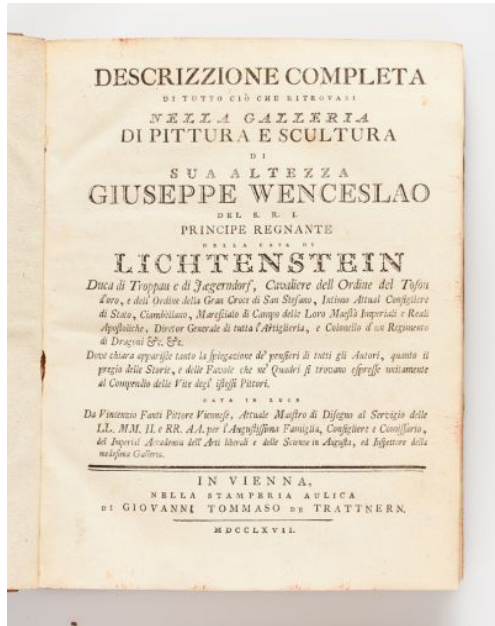 DESCRIZZIONE COMPLETA
DI TUTTO CIÒ CHE RITROVASI
NELLA GALLERIA
DI PITTURA E SCULTURA
DI
SUA ALTEZZA
GIUSEPPE WENCESLAO
DEL S. R. I.
PRINCIPE REGNANTE
DELLA CASA DI
LICHTENSTEIN
Duca di Troppau e di Jægerndorf, Cavaliere dell Ordine del Toson
d'oro, e dell' Ordine della Gran Croce di San Stefano, Intimo Attual Consigliere
di Stato, Ciambellano, Maresciallo di Campo delle Loro Maestà Imperiali e Reali
Apostoliche, Diretor Generale di tutta l'Artiglieria, e Colonello d'un Regimento
di Dragoni &c. &c.
Dove chiara apparisce tanto la spiegazione de' pensieri di tutti gli Autori, quanto il
pregio delle Storie, e delle Favole che ne' Quadri si trovano espresse unitamente
al Compendio delle Vite degl' istessi Pittori.
DATA IN LUCE
Da Vincenzio Fanti Pittore Viennese, Attuale Maestro di Disegno al Servigio delle
LL. MM. II. e RR. AA. per l'Augustissima Famiglia, Consigliere e Comissario,
del Imperial Accademia dell' Arti liberali e delle Scienze in Augusta, ed Inspettore della
medesima Galleria.
IN VIENNA,
NELLA STAMPERIA AULICA
DI GIOVANNI TOMMASO DE TRATTNERN.
MDCCLXVII.